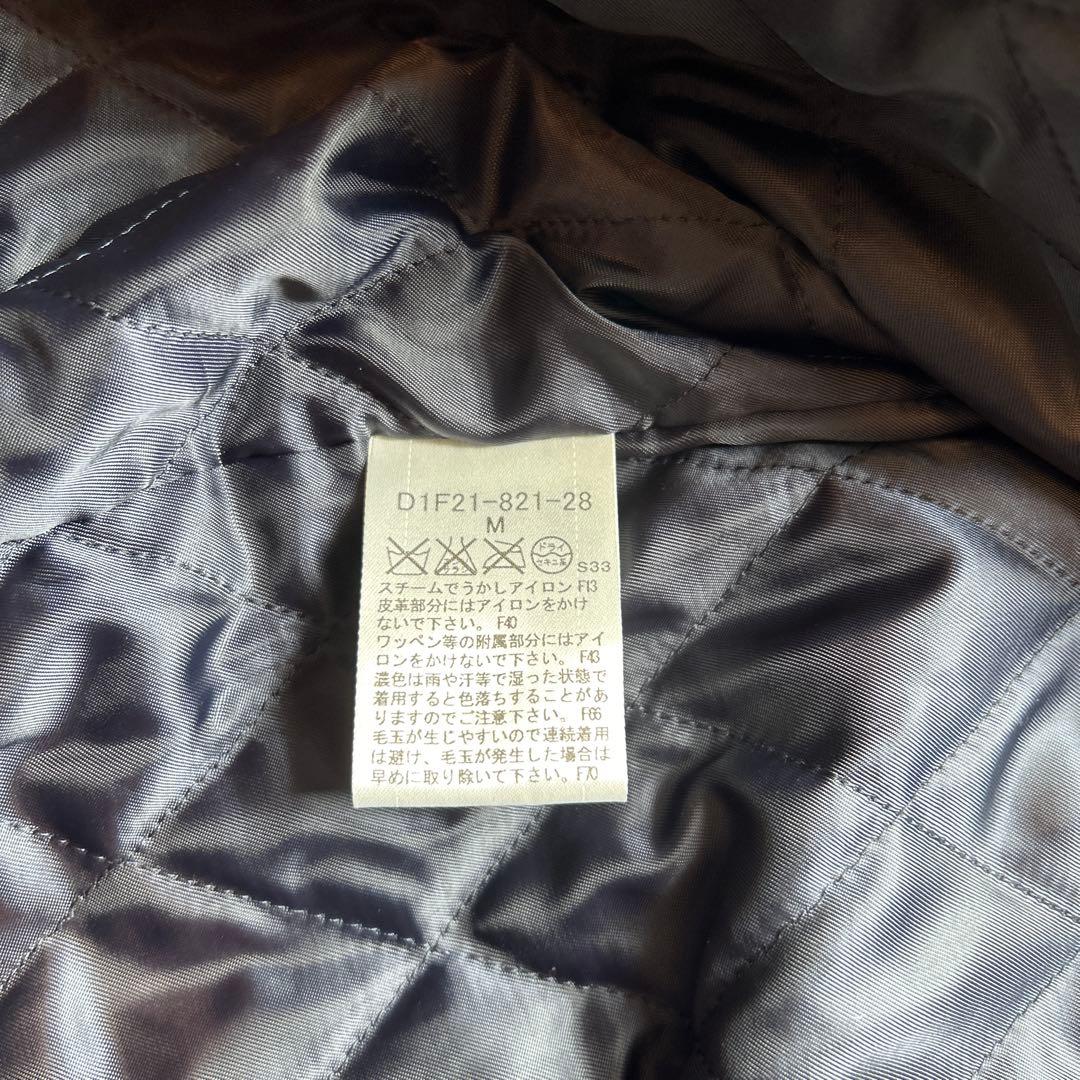 D1F21-821-28
M
ドライ
セキユ系
S33
スチームでうかしアイロン F13
皮革部分にはアイロンをかけ
ないで下さい。 F40
ワッペン等の附属部分にはアイ
ロンをかけないで下さい。 F43
濃色は雨や汗等で湿った状態で
着用すると色落ちすることがあ
りますのでご注意下さい。 F66
毛玉が生じやすいので連続着用
は避け、毛玉が発生した場合は
早めに取り除いて下さい。 F70